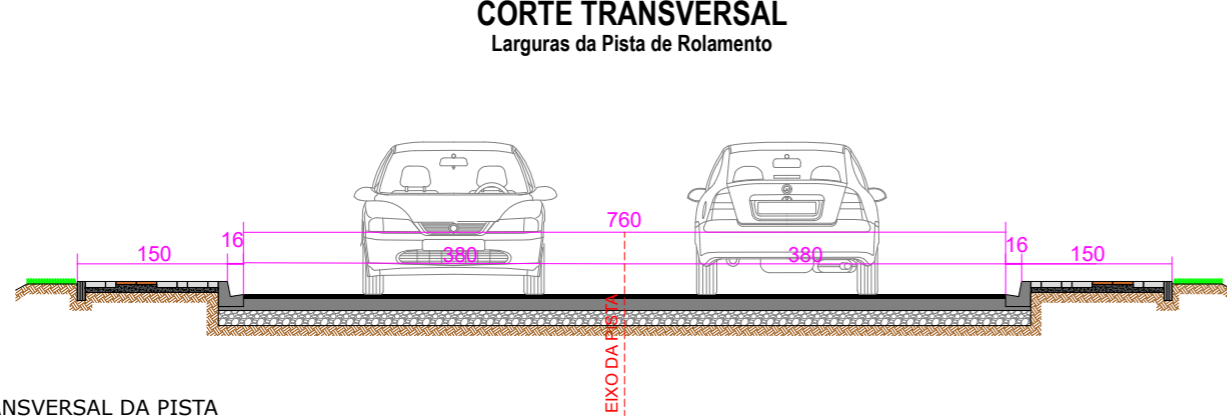 CORTE TRANSVERSAL
Larguras da Pista de Rolamento
760
150
16
380
380
16
150
EIXO DA PISTA
ANSVERSAL DA PISTA